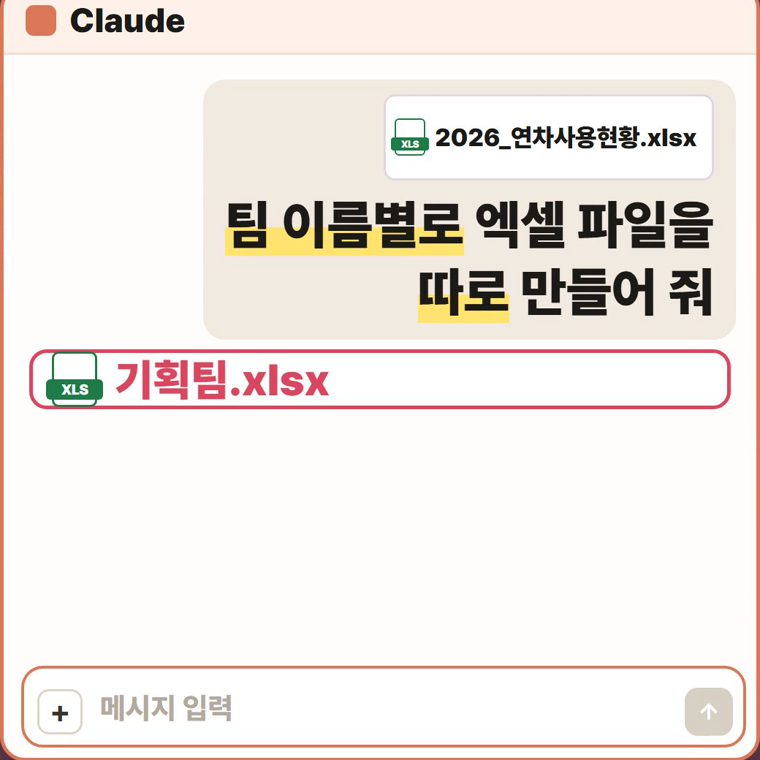 Claude
XLS 2026_연차사용현황.xlsx
팀 이름별로 엑셀 파일을
따로 만들어 줘
XLS 기획팀.xlsx
+ 메시지 입력